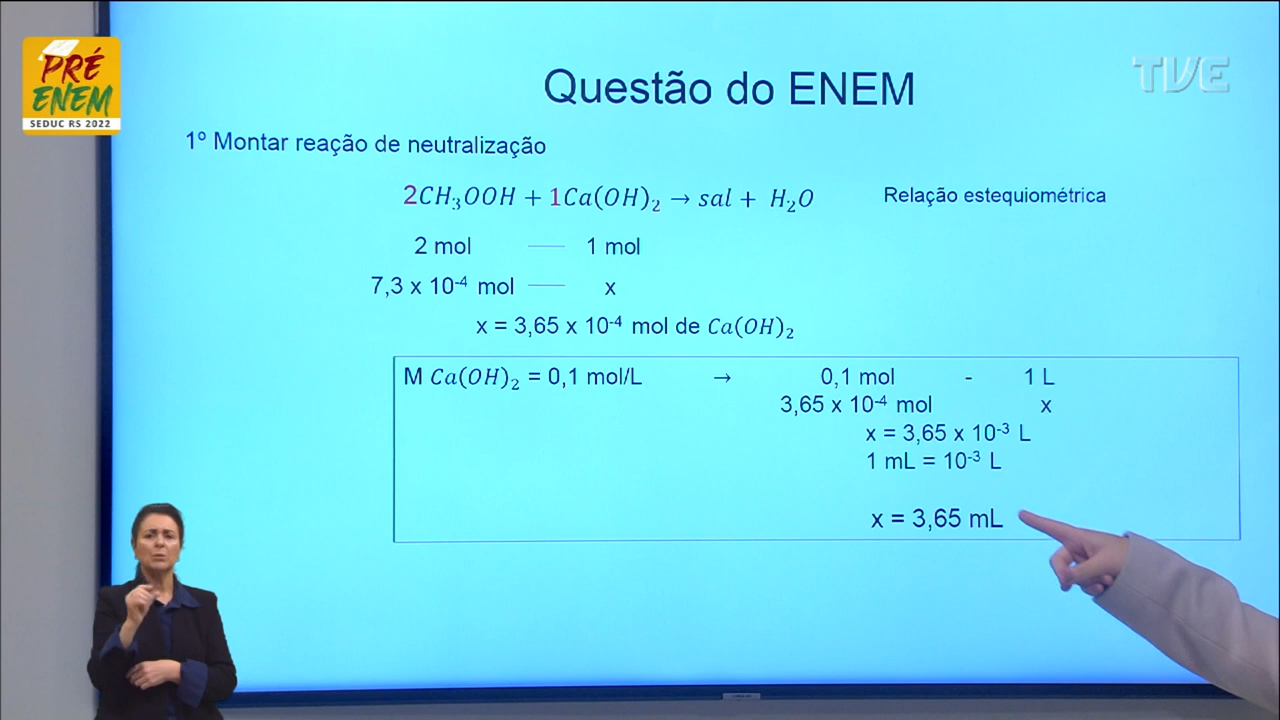 PRÉ
ENEM
SEDUC RS 2022
TVE
Questão do ENEM
1º Montar reação de neutralização
2CH₃OOH + 1Ca(OH)₂ → sal + H₂O Relação estequiométrica
2 mol —— 1 mol
7,3 x 10⁻⁴ mol —— x
x = 3,65 x 10⁻⁴ mol de Ca(OH)₂
M Ca(OH)₂ = 0,1 mol/L → 0,1 mol - 1 L
3,65 x 10⁻⁴ mol x
x = 3,65 x 10⁻³ L
1 mL = 10⁻³ L
x = 3,65 mL